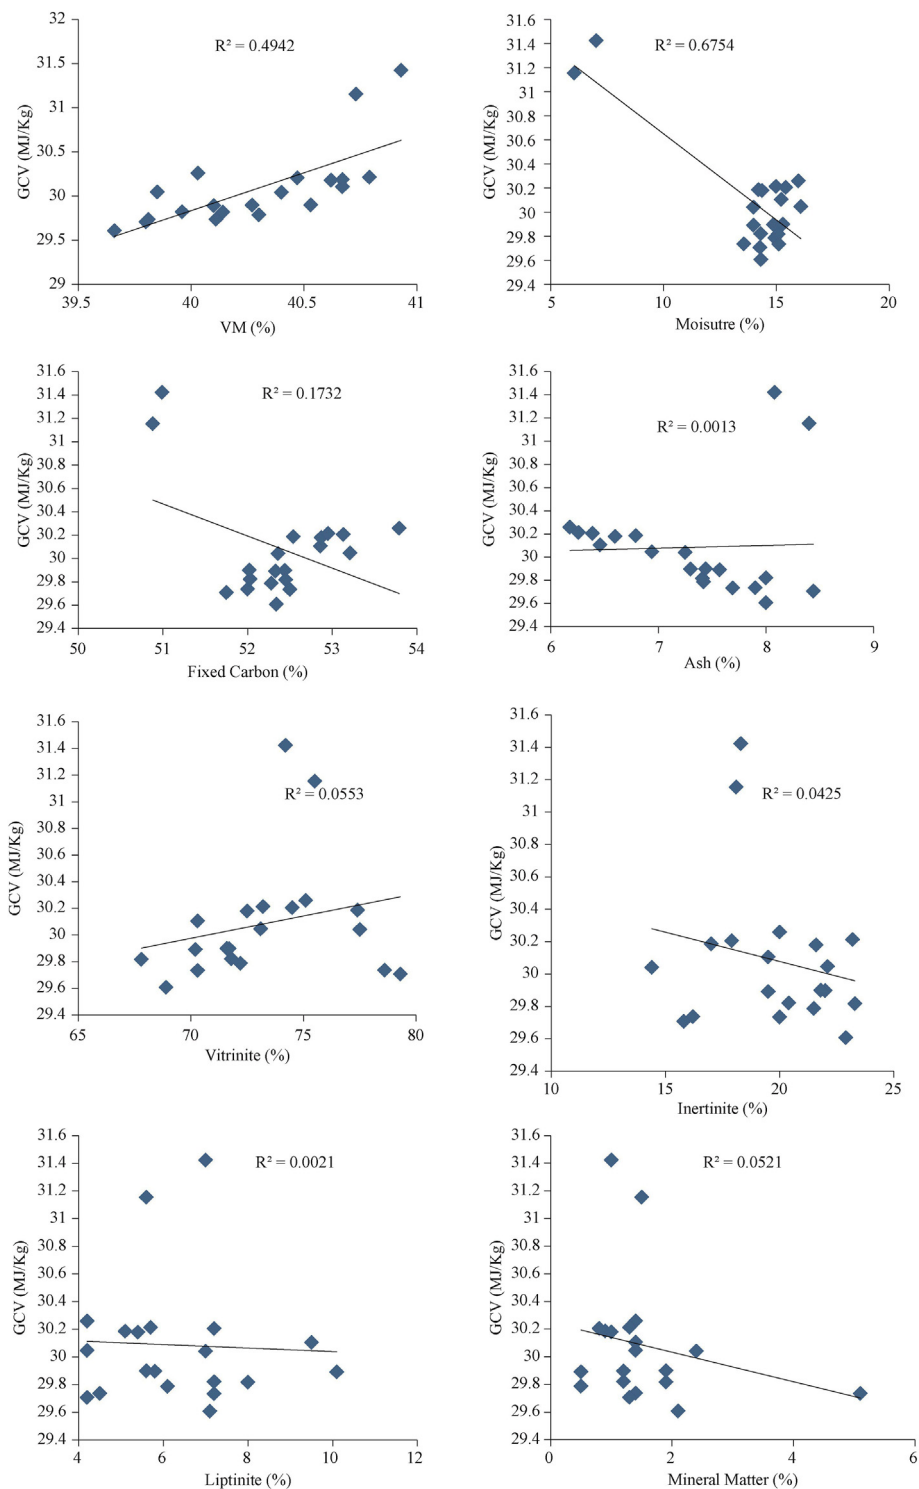 32
31.5
31
30.5
30
29.5
29
GCV (MJ/Kg)
R² = 0.4942
39.5 40 40.5 41
VM (%)
31.6
31.4
31.2
31
30.8
30.6
30.4
30.2
30
29.8
29.6
29.4
GCV (MJ/Kg)
R² = 0.6754
5 10 15 20
Moisutre (%)
31.6
31.4
31.2
31
30.8
30.6
30.4
30.2
30
29.8
29.6
29.4
GCV (MJ/Kg)
R² = 0.1732
50 51 52 53 54
Fixed Carbon (%)
31.6
31.4
31.2
31
30.8
30.6
30.4
30.2
30
29.8
29.6
29.4
GCV (MJ/Kg)
R² = 0.0013
6 7 8 9
Ash (%)
31.6
31.4
31.2
31
30.8
30.6
30.4
30.2
30
29.8
29.6
29.4
GCV (MJ/Kg)
R² = 0.0553
65 70 75 80
Vitrinite (%)
31.6
31.4
31.2
31
30.8
30.6
30.4
30.2
30
29.8
29.6
29.4
GCV (MJ/Kg)
R² = 0.0425
10 15 20 25
Inertinite (%)
31.6
31.4
31.2
31
30.8
30.6
30.4
30.2
30
29.8
29.6
29.4
GCV (MJ/Kg)
R² = 0.0021
4 6 8 10 12
Liptinite (%)
31.6
31.4
31.2
31
30.8
30.6
30.4
30.2
30
29.8
29.6
29.4
GCV (MJ/Kg)
R² = 0.0521
0 2 4 6
Mineral Matter (%)